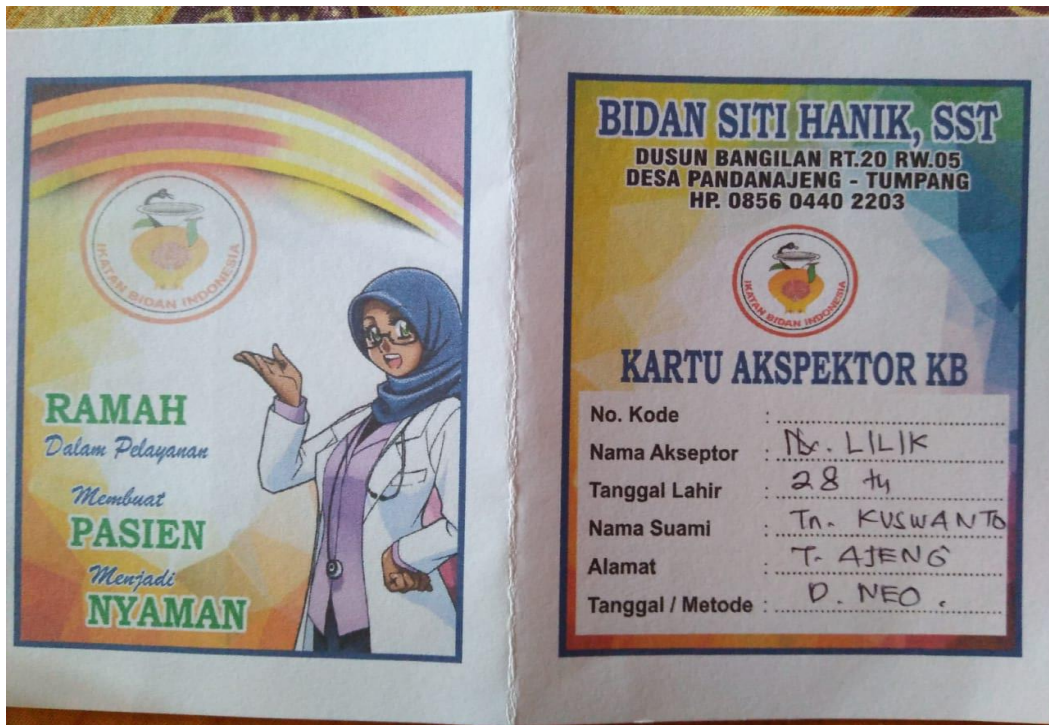 IKATAN BIDAN INDONESIA
RAMAH
Dalam Pelayanan
Membuat
PASIEN
Menjadi
NYAMAN
BIDAN SITI HANIK, SST
DUSUN BANGILAN RT.20 RW.05
DESA PANDANAJENG - TUMPANG
HP. 0856 0440 2203
IKATAN BIDAN INDONESIA
KARTU AKSPEKTOR KB
No. Kode :
Nama Akseptor : Ny. LILIK
Tanggal Lahir : 28 th
Nama Suami : Tn. KUSWANTO
Alamat : T. AJENG
Tanggal / Metode : D. NEO.